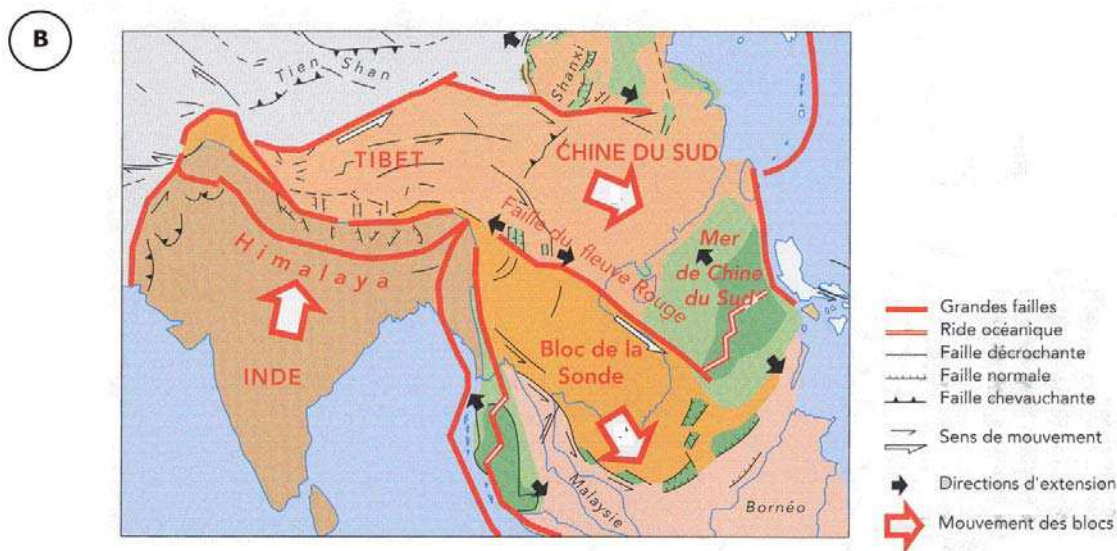 B
Tien Shan
Shanxi
TIBET
CHINE DU SUD
Faille du fleuve Rouge
Mer
de Chine
du Sud
Himalaya
INDE
Bloc de la
Sonde
Malaysie
Bornéo
Grandes failles
Ride océanique
Faille décrochante
Faille normale
Faille chevauchante
Sens de mouvement
Directions d'extension
Mouvement des blocs